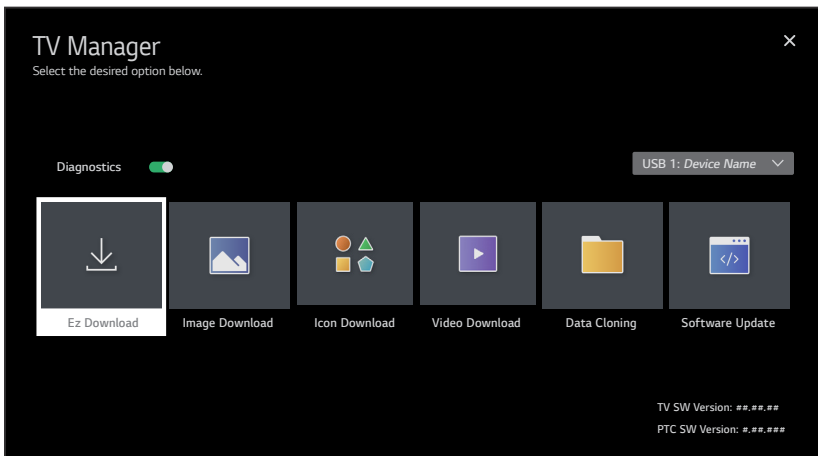 TV Manager
Select the desired option below.
Diagnostics
USB 1: Device Name
Ez Download
Image Download
Icon Download
Video Download
Data Cloning
Software Update
TV SW Version: ##.##.##
PTC SW Version: #.##.###